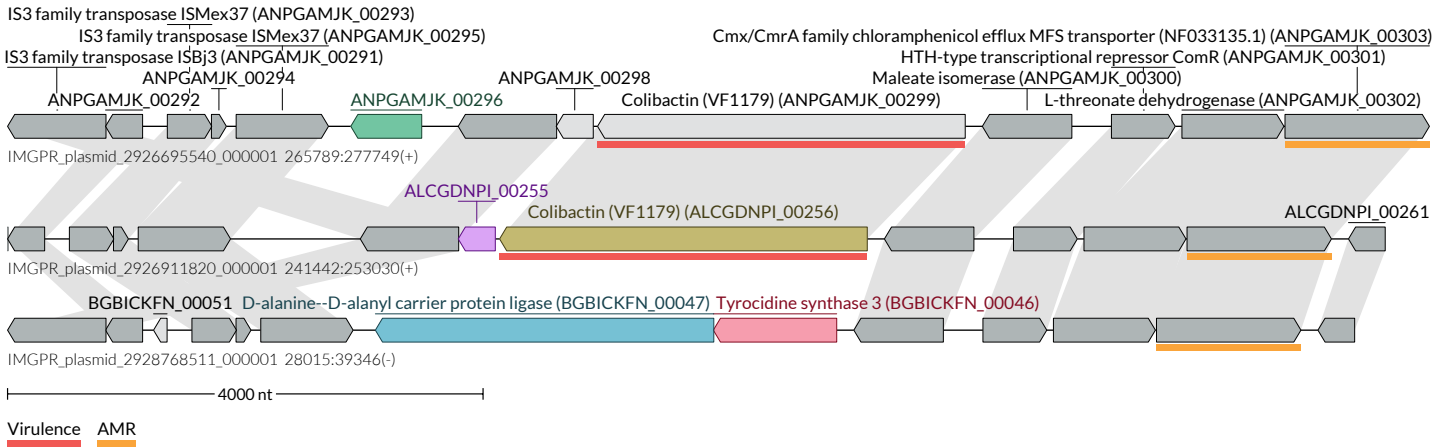 IS3 family transposase ISMex37 (ANPGAMJK_00293)
IS3 family transposase ISMex37 (ANPGAMJK_00295)
Cmx/CmrA family chloramphenicol efflux MFS transporter (NF033135.1) (ANPGAMJK_00303)
IS3 family transposase ISBj3 (ANPGAMJK_00291)
HTH-type transcriptional repressor ComR (ANPGAMJK_00301)
ANPGAMJK_00294
ANPGAMJK_00298
Maleate isomerase (ANPGAMJK_00300)
ANPGAMJK_00292
ANPGAMJK_00296
Colibactin (VF1179) (ANPGAMJK_00299)
L-threonate dehydrogenase (ANPGAMJK_00302)
IMGPR_plasmid_2926695540_000001 265789:277749(+)
ALCGDNPI_00255
Colibactin (VF1179) (ALCGDNPI_00256)
ALCGDNPI_00261
IMGPR_plasmid_2926911820_000001 241442:253030(+)
BGBICKFN_00051
D-alanine--D-alanyl carrier protein ligase (BGBICKFN_00047)
Tyrocidine synthase 3 (BGBICKFN_00046)
IMGPR_plasmid_2928768511_000001 28015:39346(-)
4000 nt
Virulence
AMR